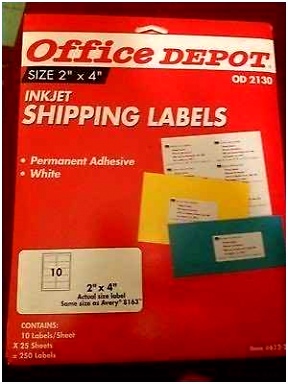 Office DEPOT
SIZE 2" x 4"
OD 2130
INKJET
SHIPPING LABELS
• Permanent Adhesive
• White
10
2" x 4"
Actual size label
Same size as Avery® 8163™
CONTAINS:
10 Labels/Sheet
X 25 Sheets
= 250 Labels